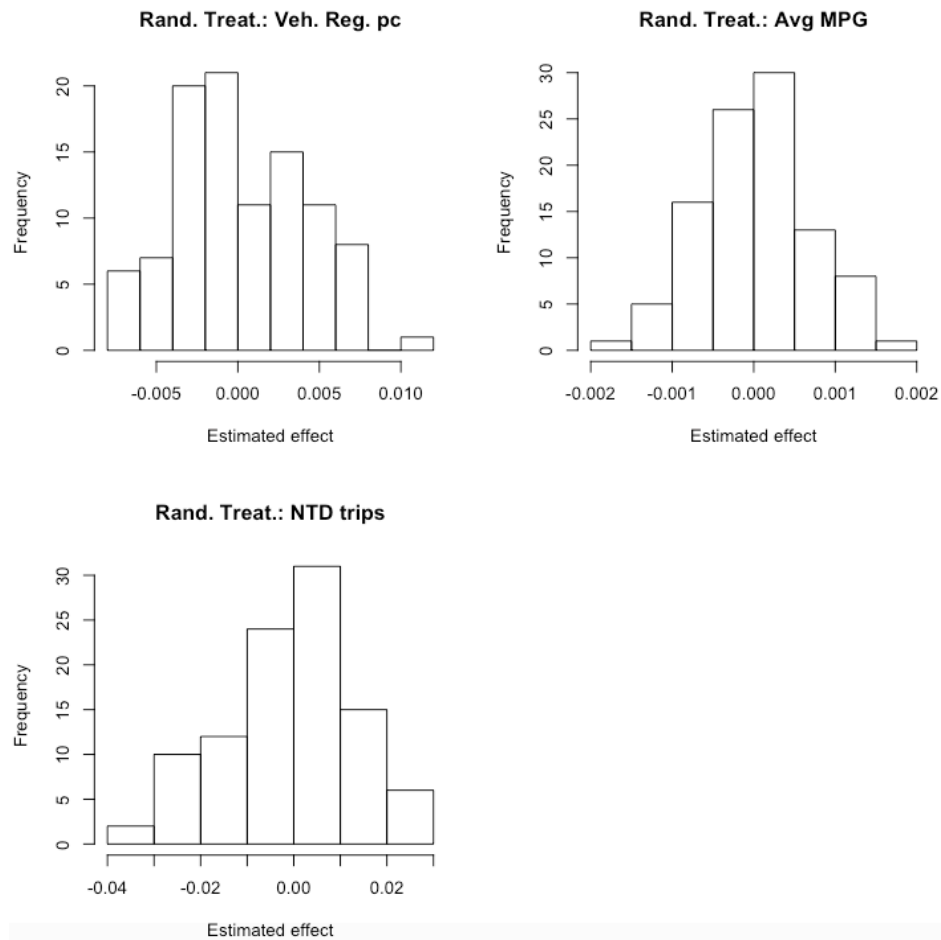 Rand. Treat.: Veh. Reg. pc
Frequency
0 5 10 15 20
-0.005 0.000 0.005 0.010
Estimated effect
Rand. Treat.: Avg MPG
Frequency
0 5 10 15 20 25 30
-0.002 -0.001 0.000 0.001 0.002
Estimated effect
Rand. Treat.: NTD trips
Frequency
0 5 10 15 20 25 30
-0.04 -0.02 0.00 0.02
Estimated effect